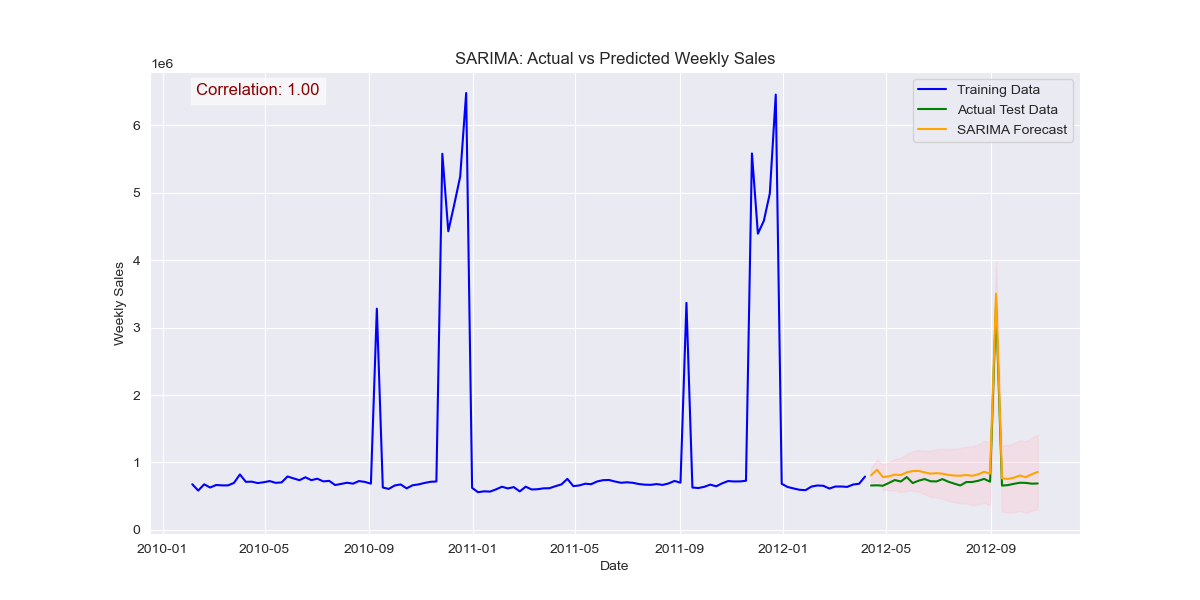 SARIMA: Actual vs Predicted Weekly Sales
1e6
Correlation: 1.00
Training Data
Actual Test Data
SARIMA Forecast
6
5
4
3
2
1
0
Weekly Sales
2010-01 2010-05 2010-09 2011-01 2011-05 2011-09 2012-01 2012-05 2012-09
Date